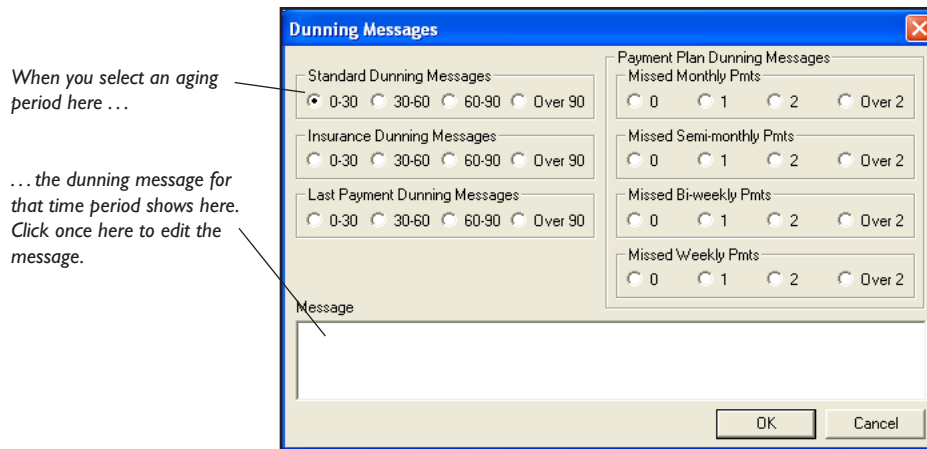 Dunning Messages
When you select an aging
period here . . .
. . . the dunning message for
that time period shows here.
Click once here to edit the
message.
Standard Dunning Messages
0-30 30-60 60-90 Over 90
Insurance Dunning Messages
0-30 30-60 60-90 Over 90
Last Payment Dunning Messages
0-30 30-60 60-90 Over 90
Payment Plan Dunning Messages
Missed Monthly Pmts
0 1 2 Over 2
Missed Semi-monthly Pmts
0 1 2 Over 2
Missed Bi-weekly Pmts
0 1 2 Over 2
Missed Weekly Pmts
0 1 2 Over 2
Message
OK Cancel